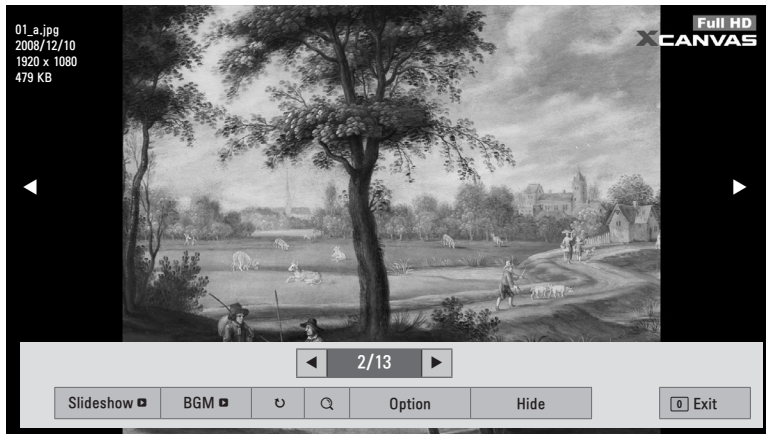 01_a.jpg
2008/12/10
1920 x 1080
479 KB
Full HD
XCANVAS
2/13
Slideshow
BGM
Option
Hide
0 Exit